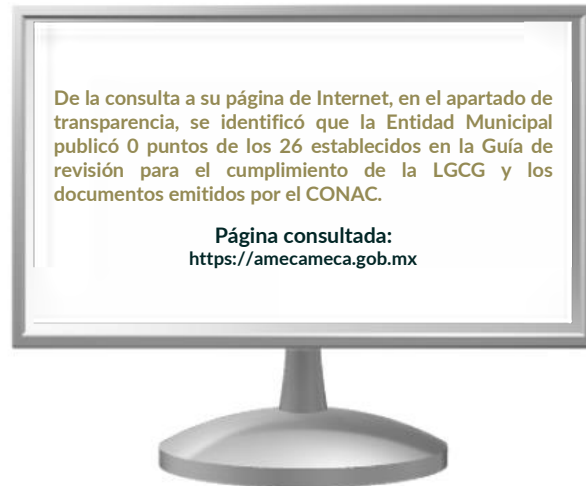 De la consulta a su página de Internet, en el apartado de
transparencia, se identificó que la Entidad Municipal
publicó 0 puntos de los 26 establecidos en la Guía de
revisión para el cumplimiento de la LGCG y los
documentos emitidos por el CONAC.
Página consultada:
https://amecameca.gob.mx